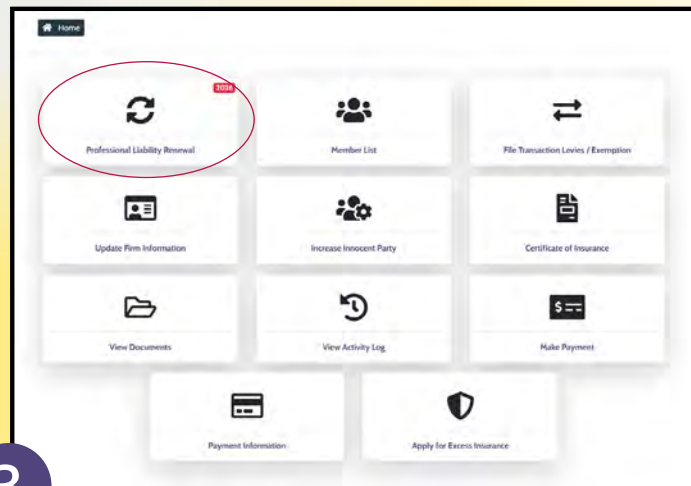 Home
2026
Professional Liability Renewal
Member List
File Transaction Levies / Exemption
Update Firm Information
Increase Innocent Party
Certificate of Insurance
View Documents
View Activity Log
Make Payment
Payment Information
Apply for Excess Insurance